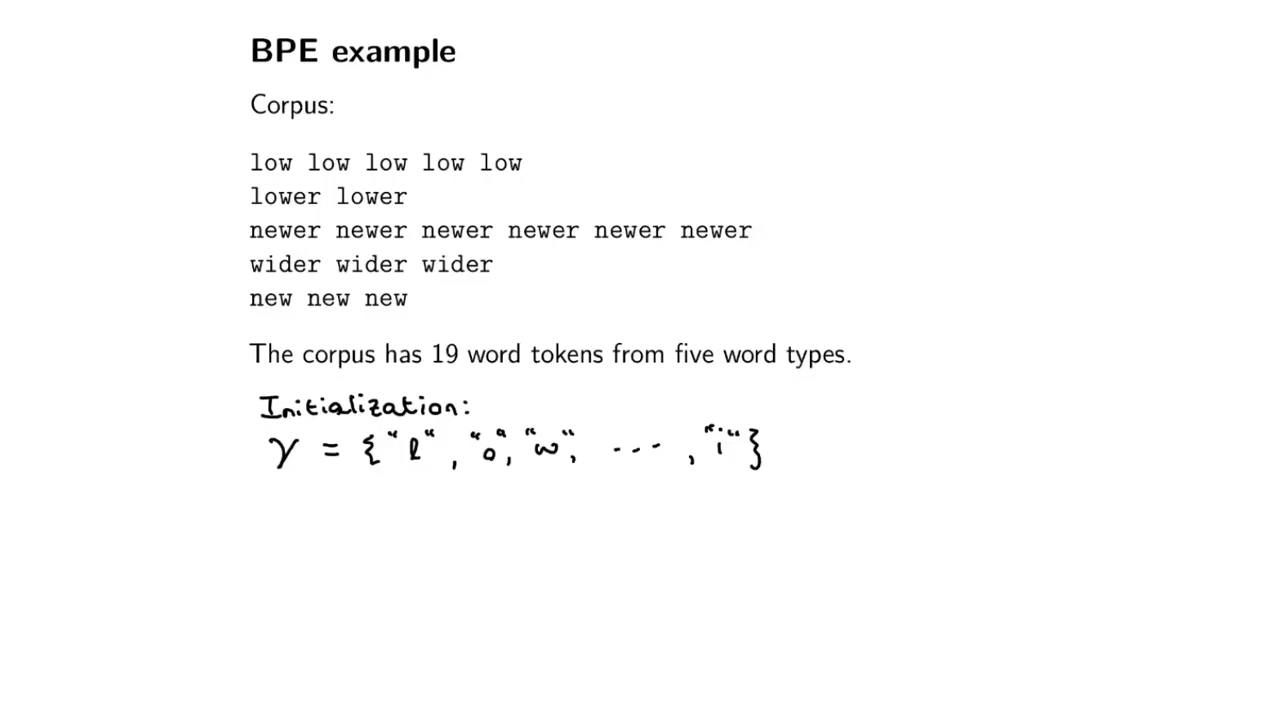 BPE example
Corpus:
low low low low low
lower lower
newer newer newer newer newer newer
wider wider wider
new new new
The corpus has 19 word tokens from five word types.
Initialization:
𝒱 = {"l", "o", "w", ... , "i"}